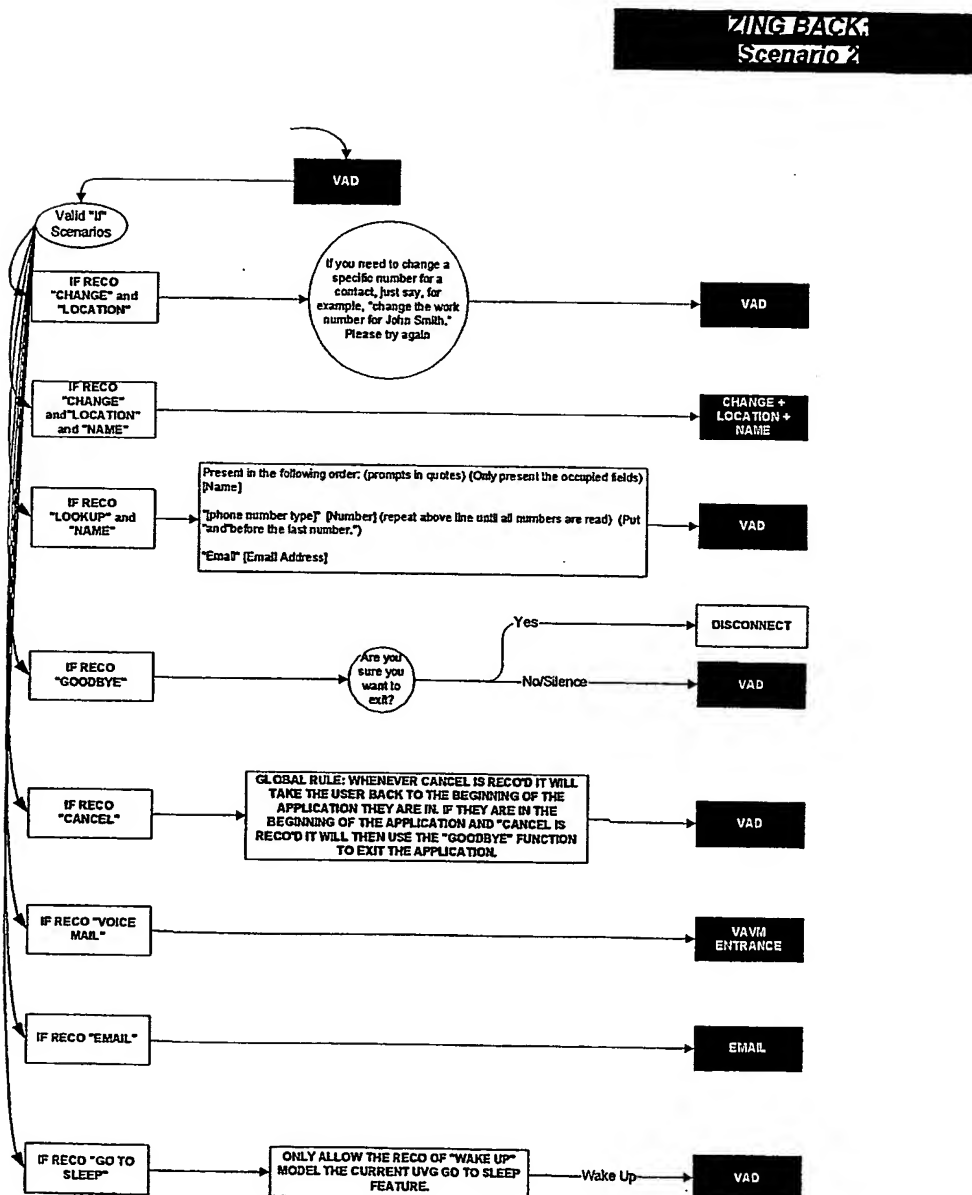 ZING BACK:
Scenario 2
VAD
Valid "If"
Scenarios
IF RECO
"CHANGE" and
"LOCATION"
If you need to change a
specific number for a
contact, just say, for
example, "change the work
number for John Smith."
Please try again
VAD
IF RECO
"CHANGE"
and"LOCATION"
and "NAME"
CHANGE +
LOCATION +
NAME
IF RECO
"LOOKUP" and
"NAME"
Present in the following order: (prompts in quotes) (Only present the occupied fields)
[Name]
"[phone number type]" [Number] (repeat above line until all numbers are read) (Put
"and"before the last number.")
"Email" [Email Address]
VAD
IF RECO
"GOODBYE"
Are you
sure you
want to
exit?
Yes
DISCONNECT
No/Silence
VAD
IF RECO
"CANCEL"
GLOBAL RULE: WHENEVER CANCEL IS RECO'D IT WILL
TAKE THE USER BACK TO THE BEGINNING OF THE
APPLICATION THEY ARE IN. IF THEY ARE IN THE
BEGINNING OF THE APPLICATION AND "CANCEL IS
RECO'D IT WILL THEN USE THE "GOODBYE" FUNCTION
TO EXIT THE APPLICATION.
VAD
IF RECO "VOICE
MAIL"
VAVM
ENTRANCE
IF RECO "EMAIL"
EMAIL
IF RECO "GO TO
SLEEP"
ONLY ALLOW THE RECO OF "WAKE UP"
MODEL THE CURRENT UVG GO TO SLEEP
FEATURE.
Wake Up
VAD